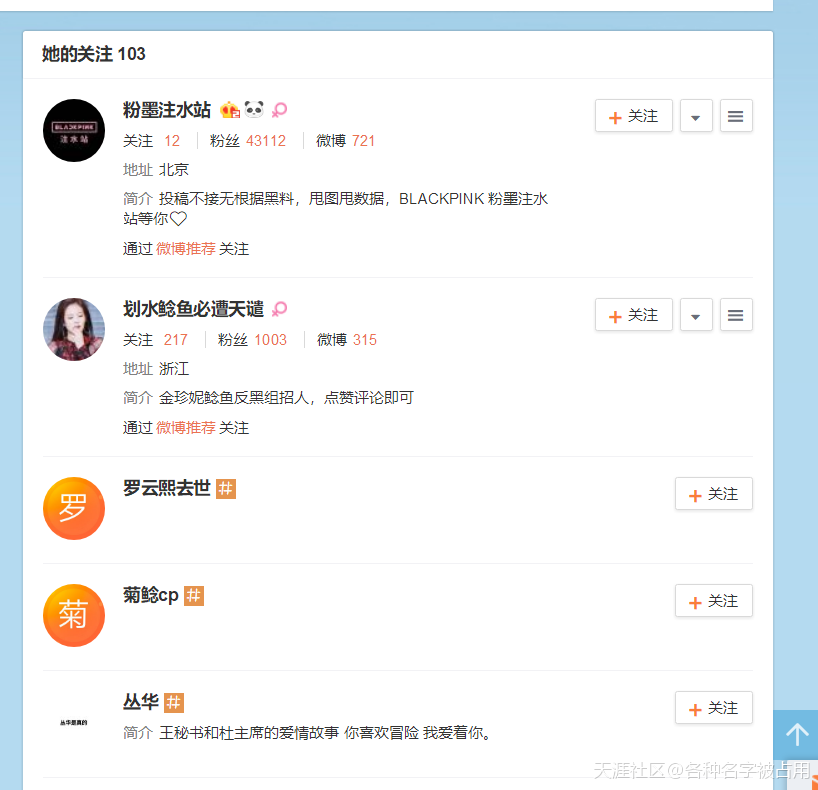 她的关注 103
BLACKPINK
注水站
粉墨注水站
关注
关注 12 粉丝 43112 微博 721
地址 北京
简介 投稿不接无根据黑料，甩图甩数据，BLACKPINK 粉墨注水
站等你♡
通过 微博推荐 关注
划水鲶鱼必遭天谴
关注
关注 217 粉丝 1003 微博 315
地址 浙江
简介 金珍妮鲶鱼反黑组招人，点赞评论即可
通过 微博推荐 关注
罗
罗云熙去世 #
关注
菊
菊鲶cp #
关注
丛华是真的
丛华 #
关注
简介 王秘书和杜主席的爱情故事 你喜欢冒险 我爱着你。
天涯社区@各种名字被占用